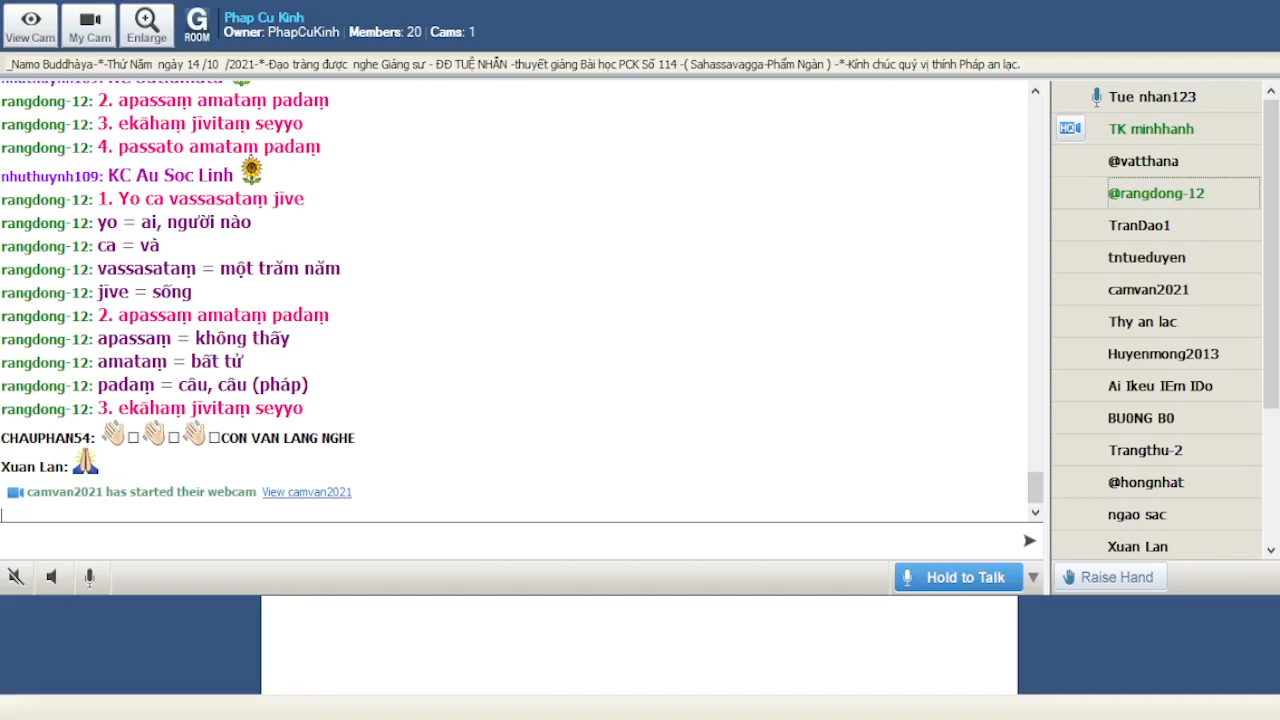 View Cam
My Cam
Enlarge
G
ROOM
Phap Cu Kinh
Owner: PhapCuKinh | Members: 20 | Cams: 1
_Namo Buddhàya-*-Thứ Năm ngày 14 /10 /2021-*-Đạo tràng được nghe Giảng sư - ĐĐ TUỆ NHẪN -thuyết giảng Bài học PCK Số 114 -( Sahassavagga-Phẩm Ngàn ) -*-Kính chúc quý vị thính Pháp an lạc.
rangdong-12: 2. apassaṃ amataṃ padaṃ
rangdong-12: 3. ekāhaṃ jīvitaṃ seyyo
rangdong-12: 4. passato amataṃ padaṃ
nhuthuynh109: KC Au Soc Linh
rangdong-12: 1. Yo ca vassasataṃ jīve
rangdong-12: yo = ai, người nào
rangdong-12: ca = và
rangdong-12: vassasataṃ = một trăm năm
rangdong-12: jīve = sống
rangdong-12: 2. apassaṃ amataṃ padaṃ
rangdong-12: apassaṃ = không thấy
rangdong-12: amataṃ = bất tử
rangdong-12: padaṃ = câu, cầu (pháp)
rangdong-12: 3. ekāhaṃ jīvitaṃ seyyo
CHAUPHAN54: 👋🏻□👋🏻□👋🏻□CON VAN LANG NGHE
Xuan Lan: 🙏
camvan2021 has started their webcam View camvan2021
Hold to Talk
Tue nhan123
HD TK minhhanh
@vatthana
@rangdong-12
TranDao1
tntueduyen
camvan2021
Thy an lac
Huyenmong2013
Ai Ikeu IEm IDo
BU0NG B0
Trangthu-2
@hongnhat
ngao sac
Xuan Lan
Raise Hand